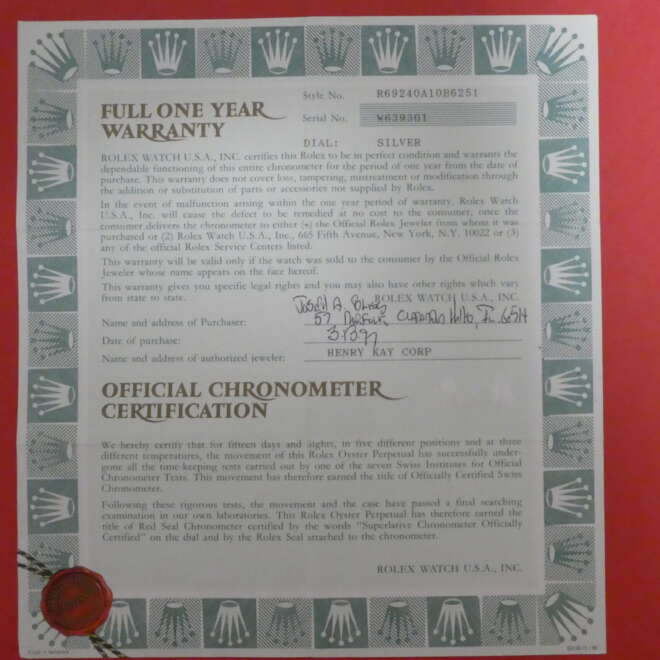 Style No. R69240A10B6251
FULL ONE YEAR
WARRANTY
Serial No. W639301
DIAL: SILVER
ROLEX WATCH U.S.A., INC. certifies this Rolex to be in perfect condition and warrants the
dependable functioning of this entire chronometer for the period of one year from the date of
purchase. This warranty does not cover loss, tampering, mistreatment or modification through
the addition or substitution of parts or accessories not supplied by Rolex.
In the event of malfunction arising within the one year period of warranty, Rolex Watch
U.S.A., Inc. will cause the defect to be remedied at no cost to the consumer, once the
consumer delivers the chronometer to either (1) the Official Rolex Jeweler from whom it was
purchased or (2) Rolex Watch U.S.A., Inc., 665 Fifth Avenue, New York, N.Y. 10022 or (3)
any of the official Rolex Service Centers listed.
This warranty will be valid only if the watch was sold to the consumer by the Official Rolex
Jeweler whose name appears on the face hereof.
This warranty gives you specific legal rights and you may also have other rights which vary
from state to state.
ROLEX WATCH U.S.A., INC.
Joseph A.
Name and address of Purchaser: 57
Date of purchase:
Name and address of authorized jeweler: HENRY KAY CORP
OFFICIAL CHRONOMETER
CERTIFICATION
We hereby certify that for fifteen days and nights, in five different positions and at three
different temperatures, the movement of this Rolex Oyster Perpetual has successfully under-
gone all the time-keeping tests carried out by one of the seven Swiss Institutes for Official
Chronometer Tests. This movement has therefore earned the title of Officially Certified Swiss
Chronometer.
Following these rigorous tests, the movement and the case have passed a final searching
examination in our own laboratories. This Rolex Oyster Perpetual has therefore earned the
title of Red Seal Chronometer certified by the words "Superlative Chronometer Officially
Certified" on the dial and by the Rolex Seal attached to the chronometer.
ROLEX WATCH U.S.A., INC.